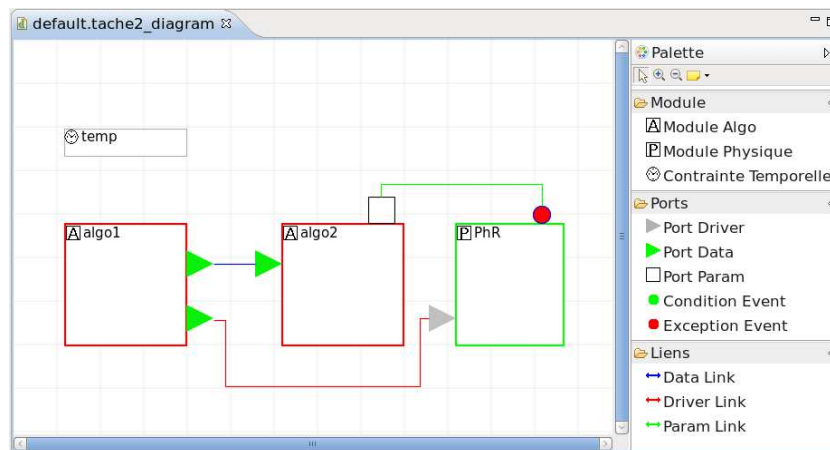 default.tache2_diagram
temp
A algo1
A algo2
P PhR
Palette
Module
A Module Algo
P Module Physique
Contrainte Temporelle
Ports
Port Driver
Port Data
Port Param
Condition Event
Exception Event
Liens
Data Link
Driver Link
Param Link